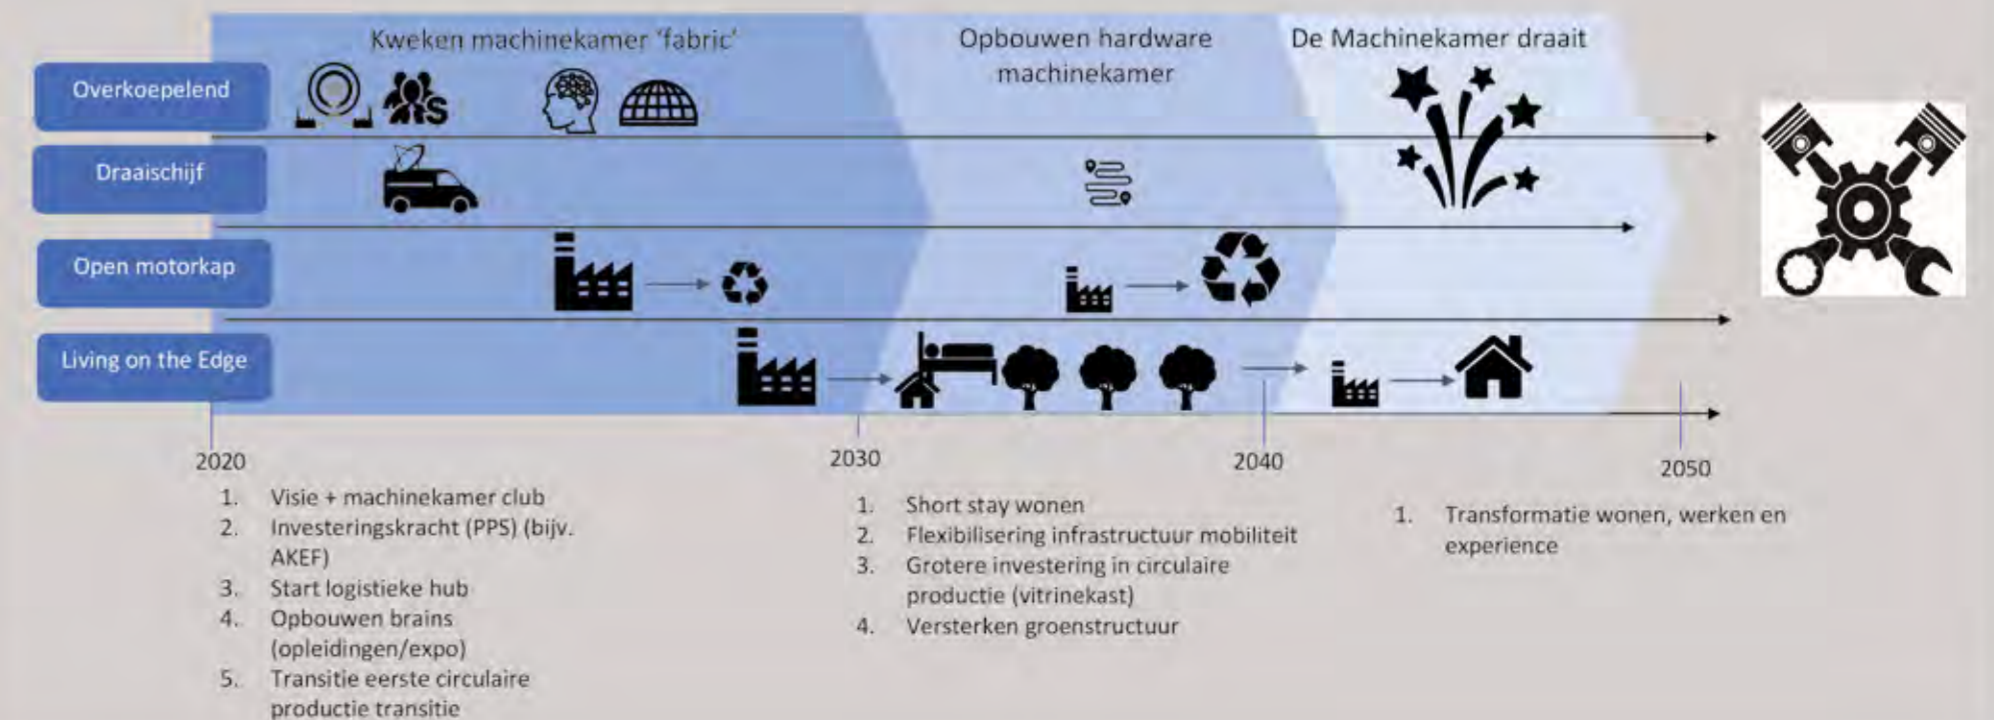 Kweken machinekamer 'fabric'
Opbouwen hardware
machinekamer
De Machinekamer draait
Overkoepelend
Draaischijf
Open motorkap
Living on the Edge
2020
2030
2040
2050
1. Visie + machinekamer club
2. Investeringskracht (PPS) (bijv.
AKEF)
3. Start logistieke hub
4. Opbouwen brains
(opleidingen/expo)
5. Transitie eerste circulaire
productie transitie
1. Short stay wonen
2. Flexibilisering infrastructuur mobiliteit
3. Grotere investering in circulaire
productie (vitrinekast)
4. Versterken groenstructuur
1. Transformatie wonen, werken en
experience